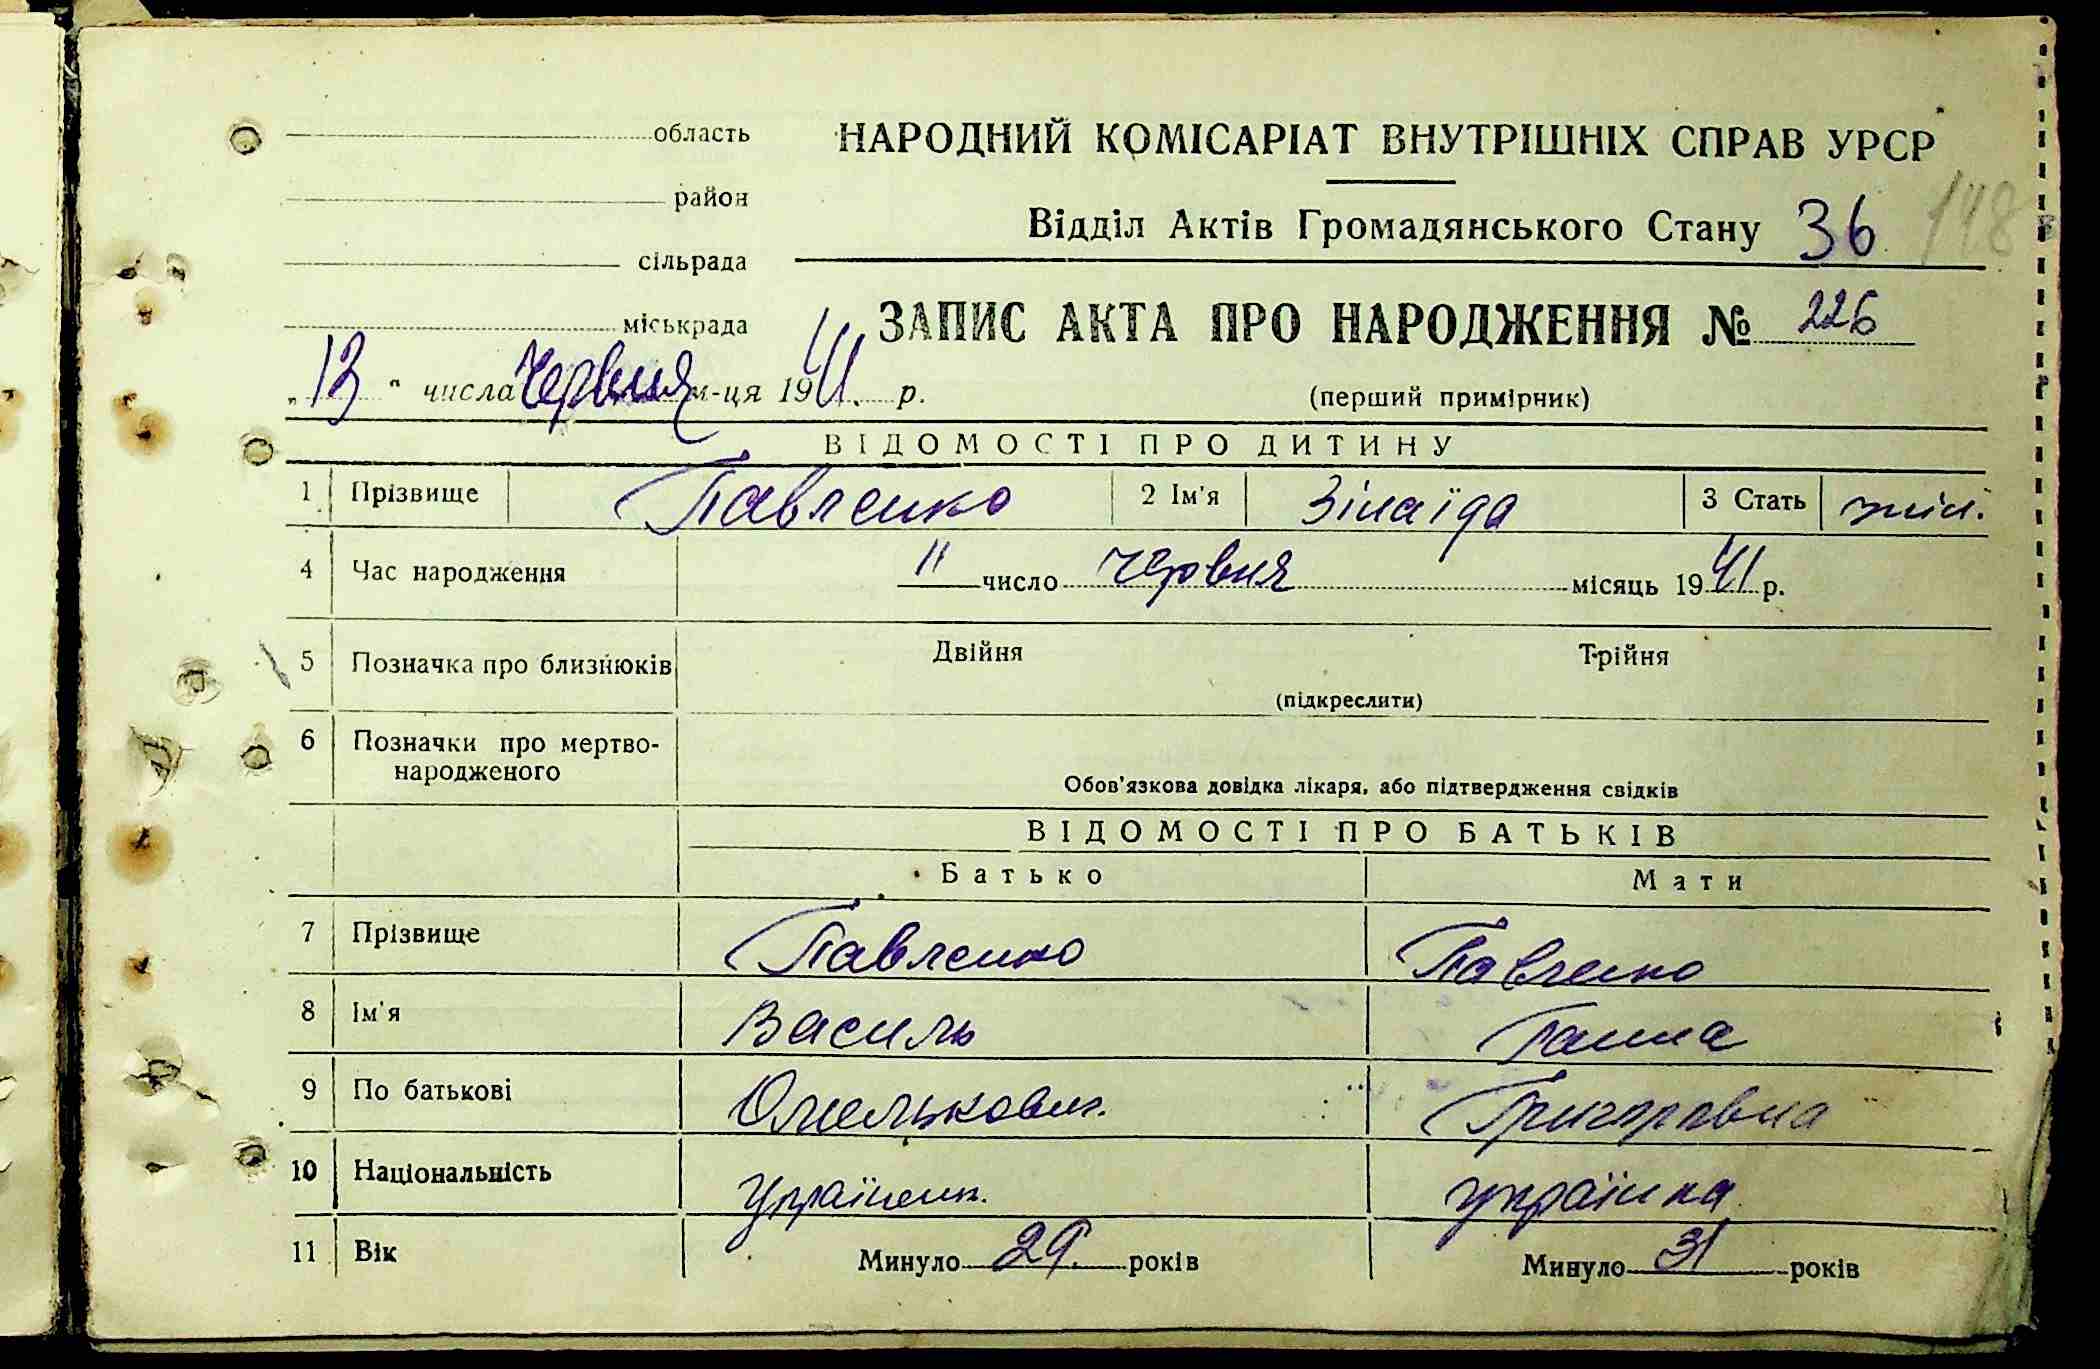 область НАРОДНИЙ КОМІСАРІАТ ВНУТРІШНІХ СПРАВ УРСР
район
Відділ Актів Громадянського Стану 36 148
сільрада
міськрада ЗАПИС АКТА ПРО НАРОДЖЕННЯ № 226
„13" числа Червня м-ця 1941. р. (перший примірник)
ВІДОМОСТІ ПРО ДИТИНУ
1 Прізвище Павленко 2 Ім'я Зінаїда 3 Стать жін.
4 Час народження 11 число червня місяць 1941 р.
5 Позначка про близнюків Двійня Трійня
(підкреслити)
6 Позначки про мертво-
народженого
Обов'язкова довідка лікаря, або підтвердження свідків
ВІДОМОСТІ ПРО БАТЬКІВ
Батько Мати
7 Прізвище Павленко Павленко
8 Ім'я Василь Ганна
9 По батькові Омелькович. Григоровна
10 Національність Українець. українка
11 Вік Минуло 29. років Минуло 31 років